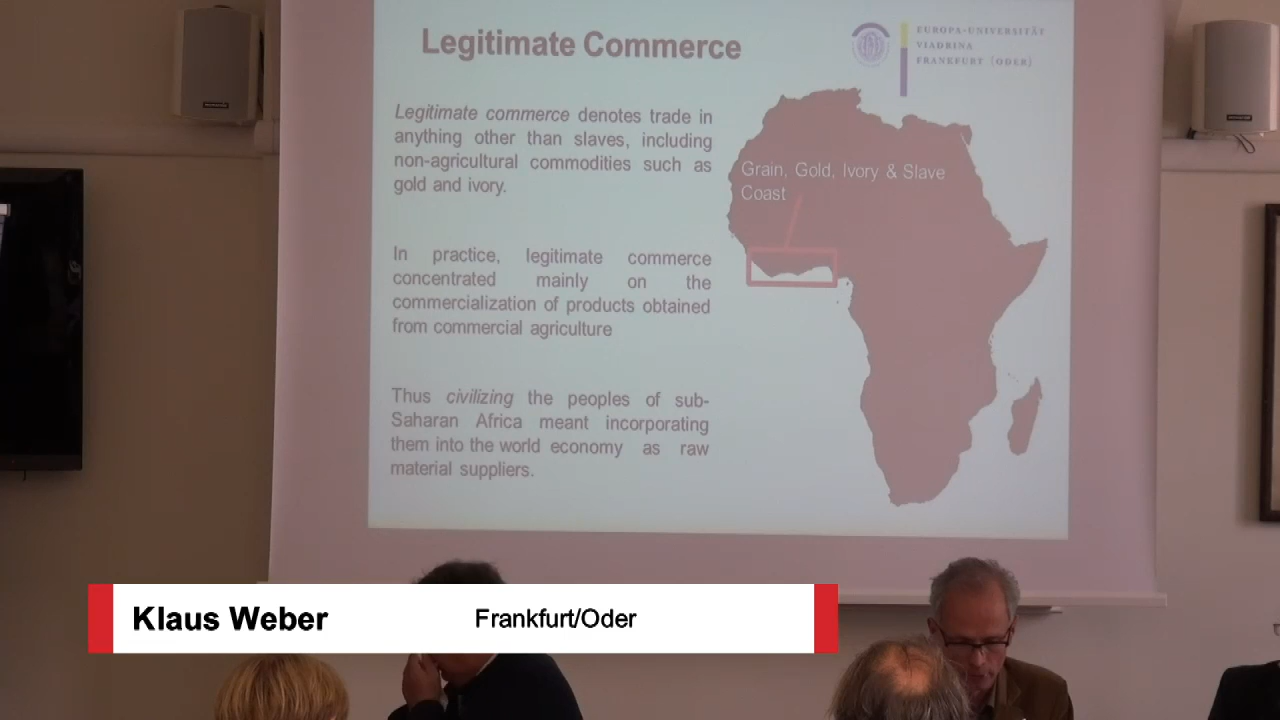 Legitimate Commerce
EUROPA-UNIVERSITÄT
VIADRINA
FRANKFURT (ODER)
Legitimate commerce denotes trade in
anything other than slaves, including
non-agricultural commodities such as
gold and ivory.
Grain, Gold, Ivory & Slave
Coast
In practice, legitimate commerce
concentrated mainly on the
commercialization of products obtained
from commercial agriculture
Thus civilizing the peoples of sub-
Saharan Africa meant incorporating
them into the world economy as raw
material suppliers.
Klaus Weber
Frankfurt/Oder